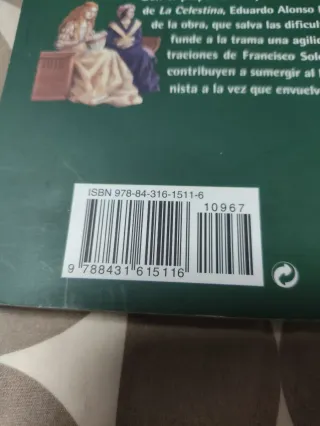 de La Celestina, Eduardo Alonso
de la obra, que salva las dificul
funde a la trama una agilid
traciones de Francisco Sol
contribuyen a sumergir al
nista a la vez que envuelv
ISBN 978-84-316-1511-6
10967
9 788431 615116